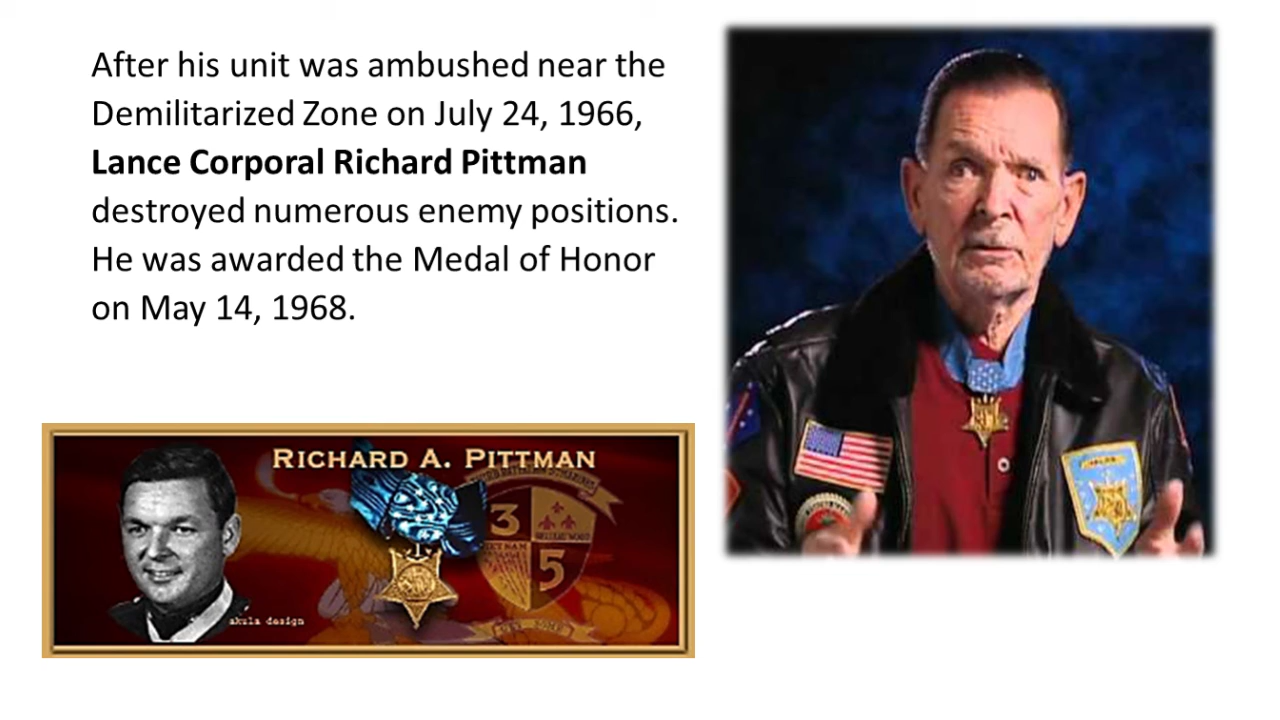 After his unit was ambushed near the
Demilitarized Zone on July 24, 1966,
Lance Corporal Richard Pittman
destroyed numerous enemy positions.
He was awarded the Medal of Honor
on May 14, 1968.
RICHARD A. PITTMAN
3
VIET NAM
5
akula design